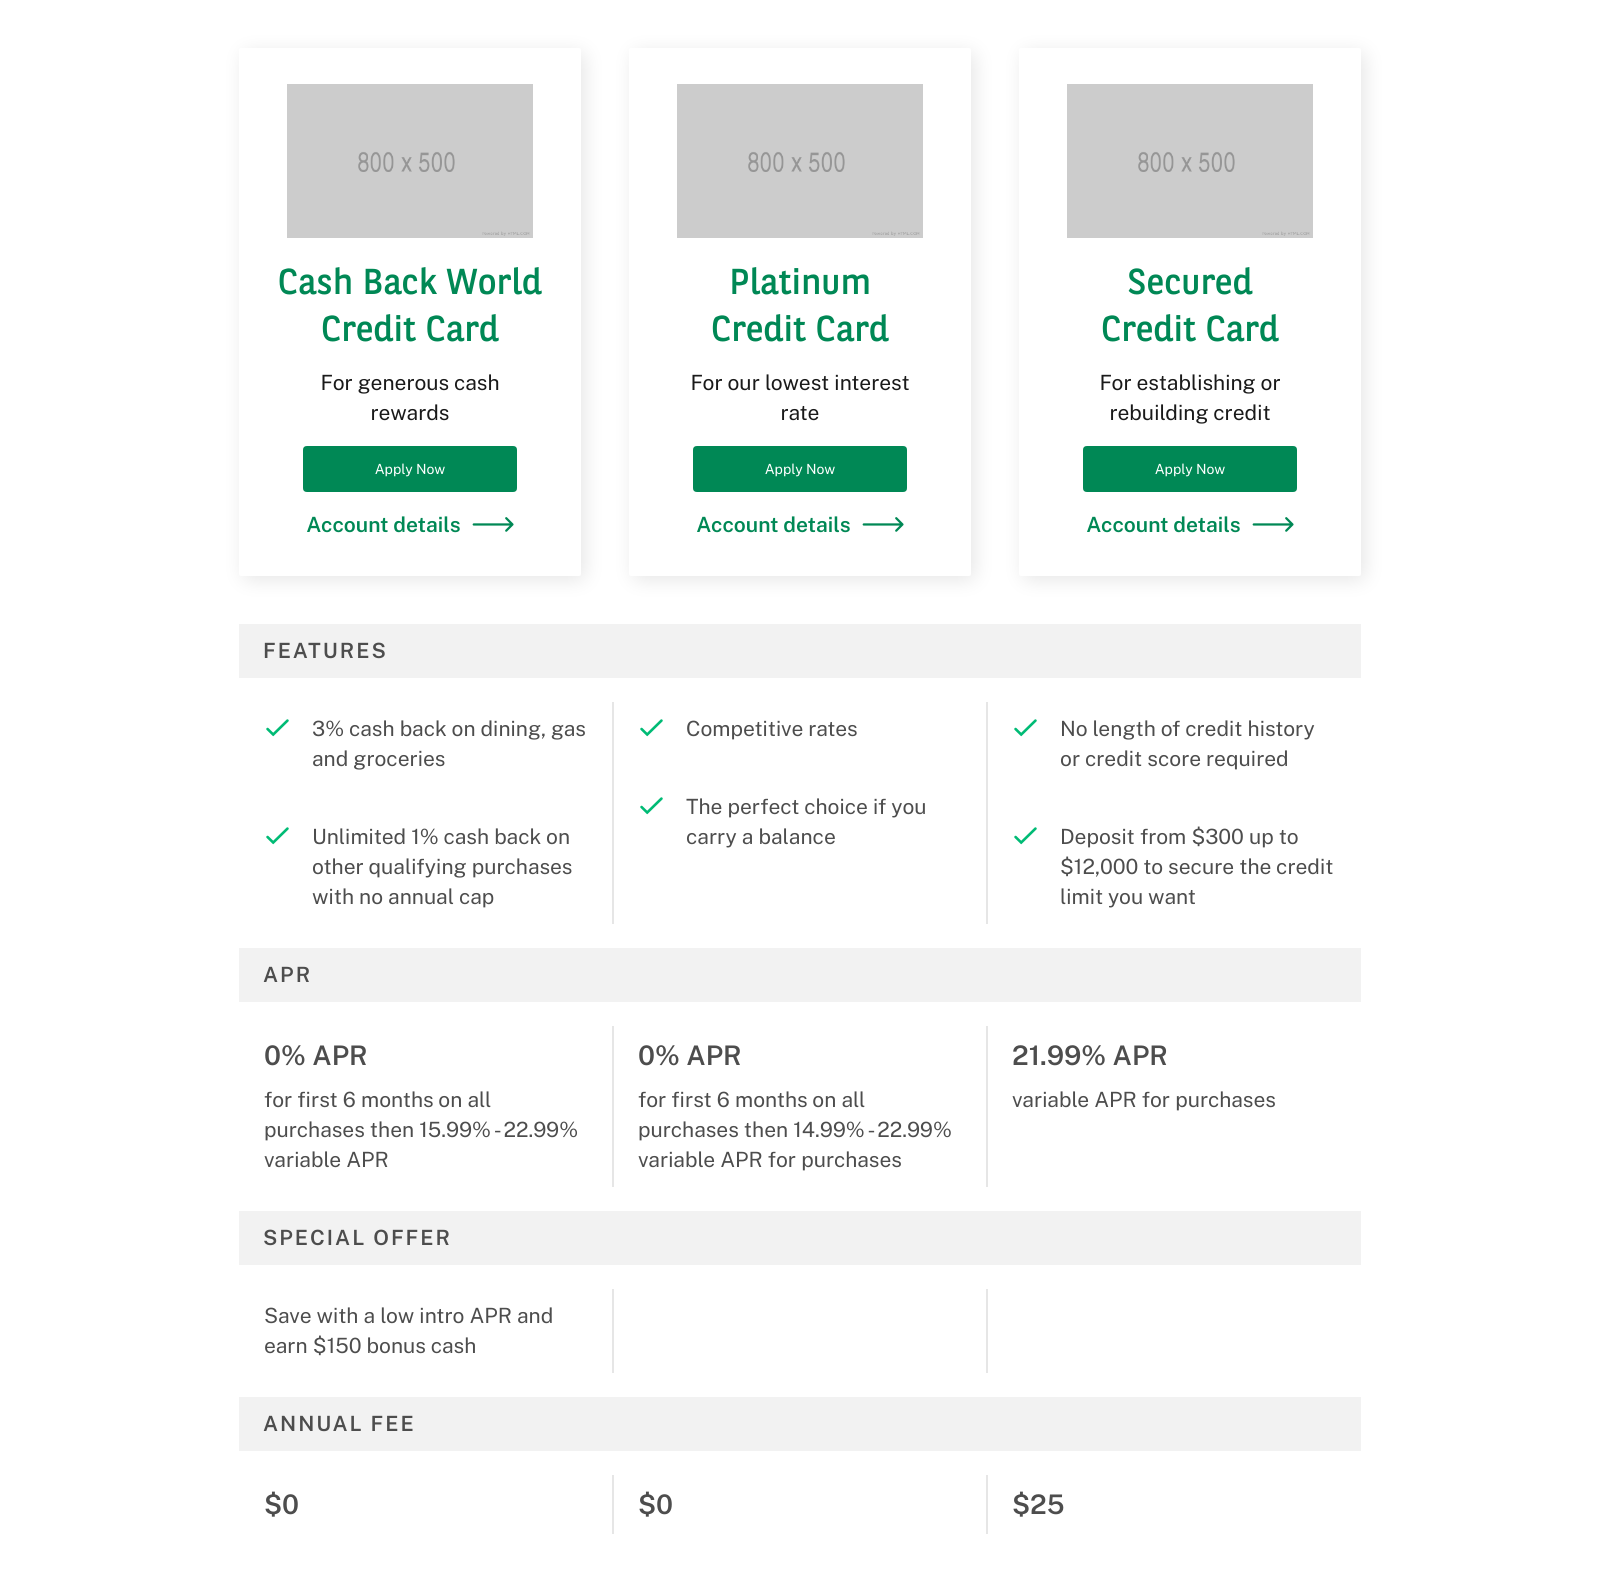 800 x 500
800 x 500
800 x 500
Cash Back World
Credit Card
For generous cash
rewards
Apply Now
Account details
Platinum
Credit Card
For our lowest interest
rate
Apply Now
Account details
Secured
Credit Card
For establishing or
rebuilding credit
Apply Now
Account details
FEATURES
3% cash back on dining, gas
and groceries
Unlimited 1% cash back on
other qualifying purchases
with no annual cap
Competitive rates
The perfect choice if you
carry a balance
No length of credit history
or credit score required
Deposit from $300 up to
$12,000 to secure the credit
limit you want
APR
0% APR
for first 6 months on all
purchases then 15.99% - 22.99%
variable APR
0% APR
for first 6 months on all
purchases then 14.99% - 22.99%
variable APR for purchases
21.99% APR
variable APR for purchases
SPECIAL OFFER
Save with a low intro APR and
earn $150 bonus cash
ANNUAL FEE
$0
$0
$25